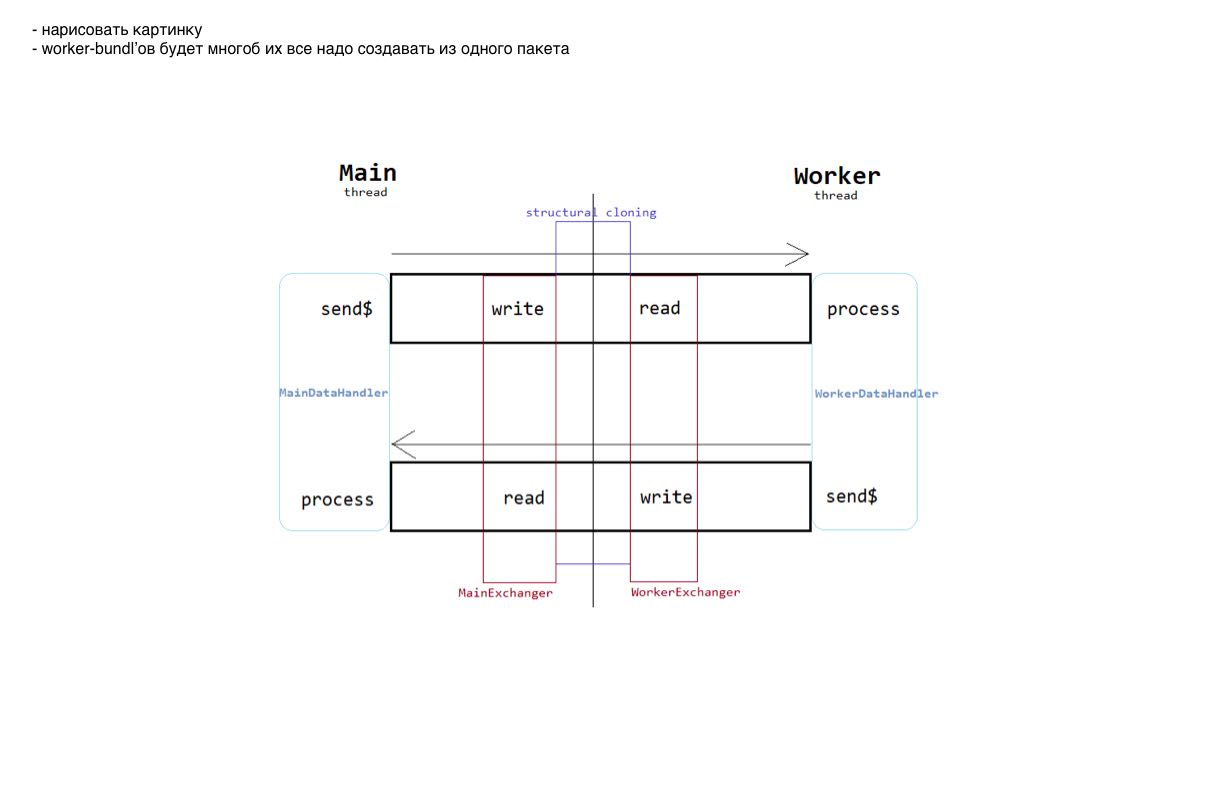 - нарисовать картинку
- worker-bundl’ов будет многоб их все надо создавать из одного пакета
Main
thread
Worker
thread
structural cloning
send$
write
read
process
MainDataHandler
WorkerDataHandler
process
read
write
send$
MainExchanger
WorkerExchanger